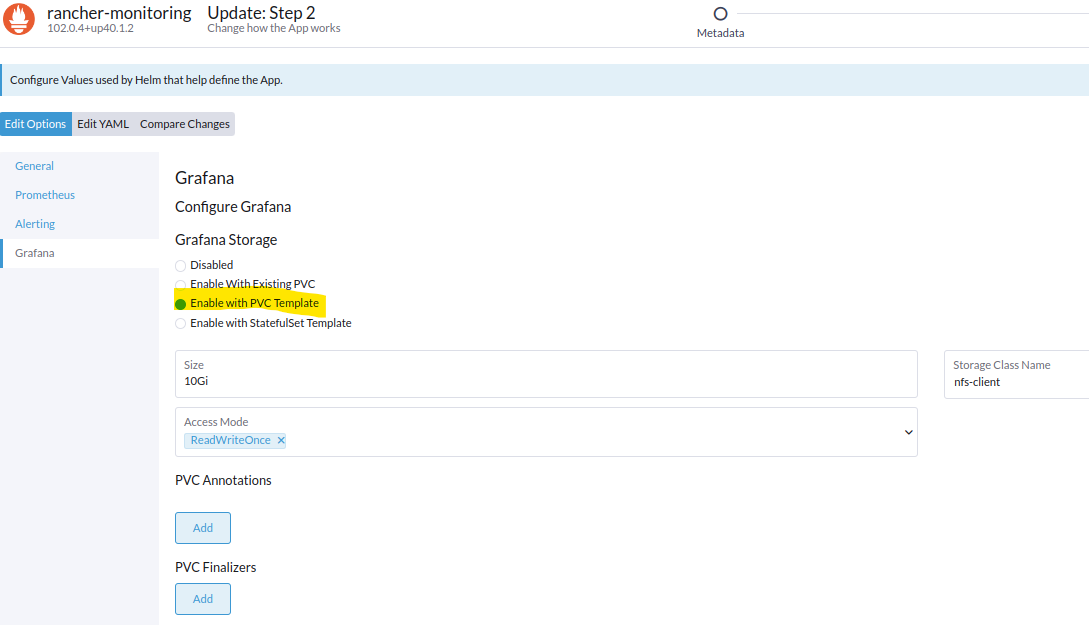 rancher-monitoring
102.0.4+up40.1.2
Update: Step 2
Change how the App works
Metadata
Configure Values used by Helm that help define the App.
Edit Options Edit YAML Compare Changes
General
Prometheus
Alerting
Grafana
Grafana
Configure Grafana
Grafana Storage
Disabled
Enable With Existing PVC
Enable with PVC Template
Enable with StatefulSet Template
Size
10Gi
Storage Class Name
nfs-client
Access Mode
ReadWriteOnce ×
PVC Annotations
Add
PVC Finalizers
Add